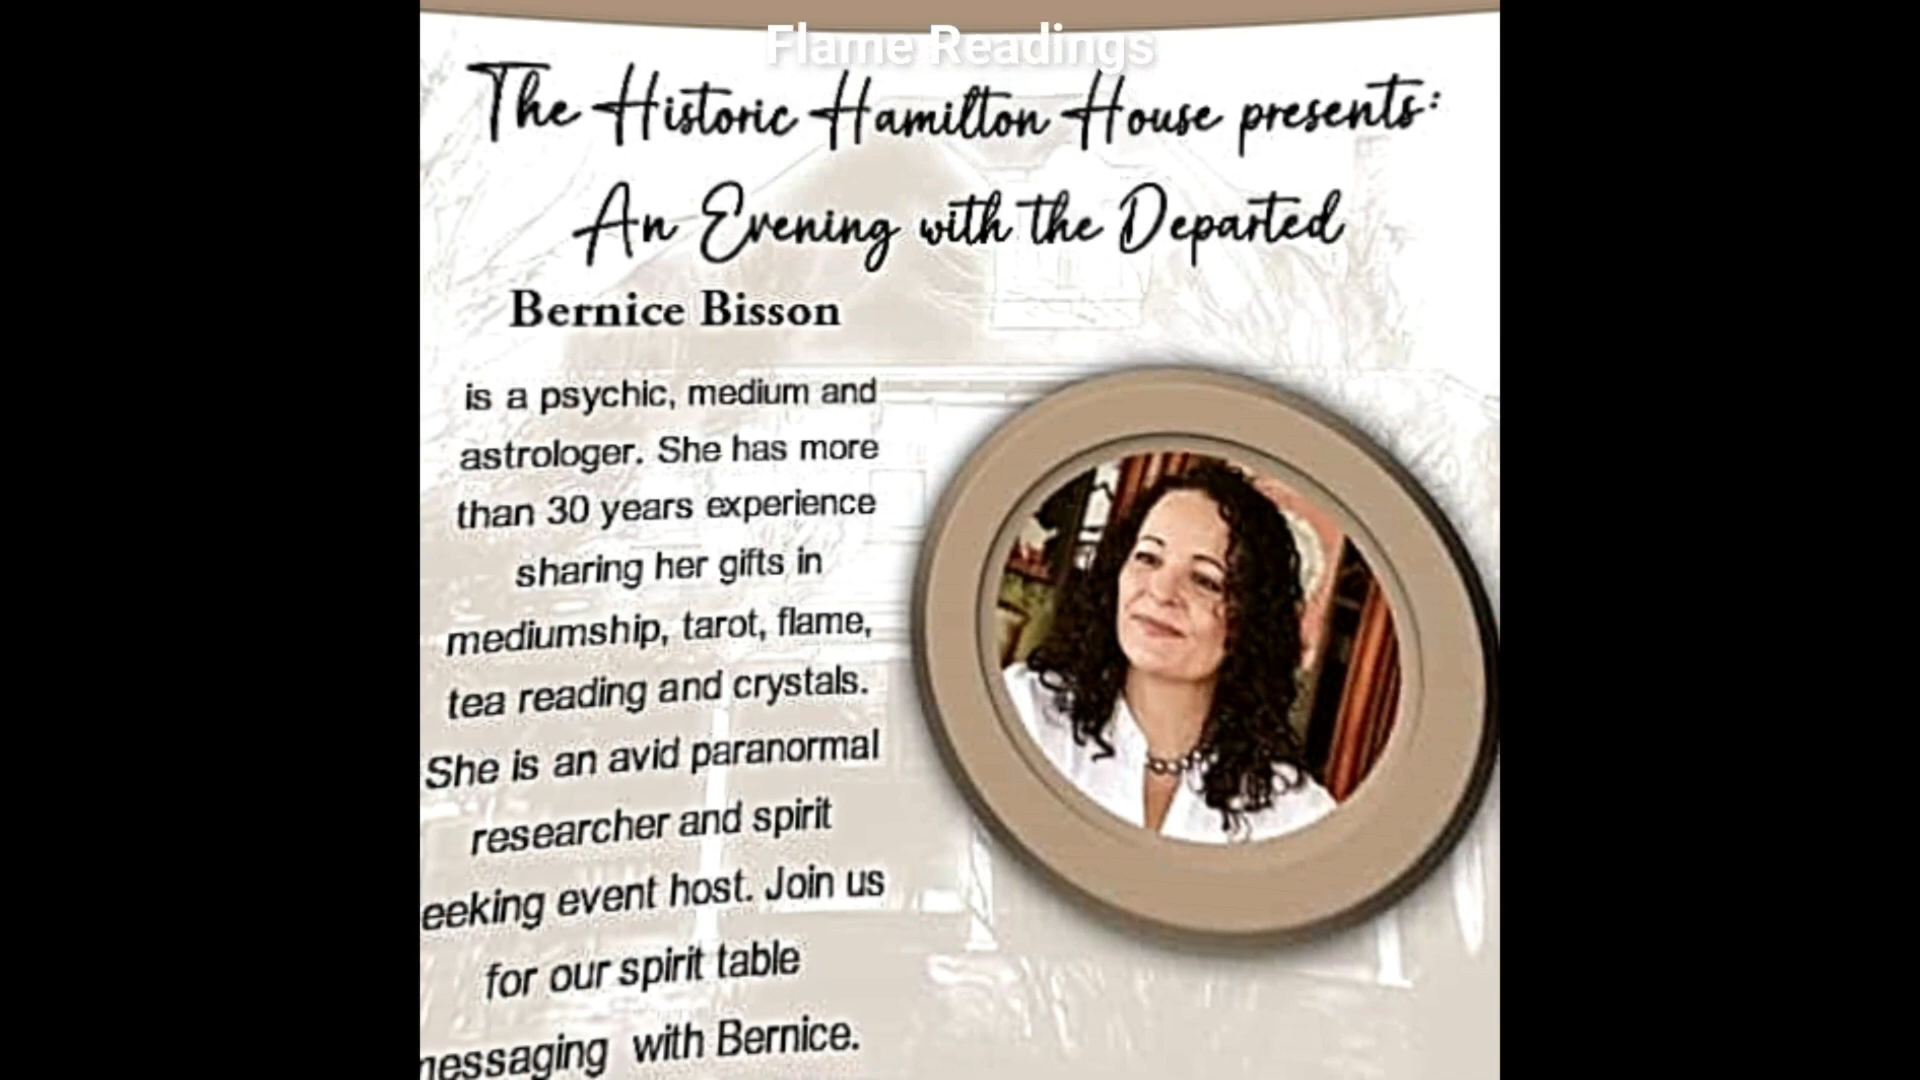 Flame Readings
The Historic Hamilton House presents:
An Evening with the Departed
Bernice Bisson
is a psychic, medium and
astrologer. She has more
than 30 years experience
sharing her gifts in
mediumship, tarot, flame,
tea reading and crystals.
She is an avid paranormal
researcher and spirit
eeking event host. Join us
for our spirit table
essaging with Bernice.